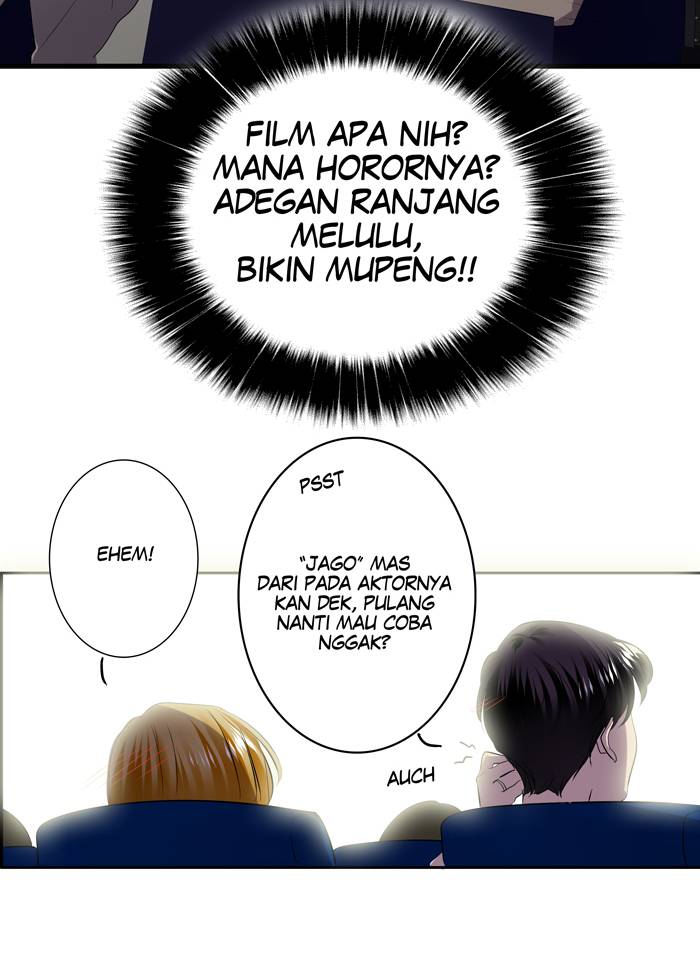 FILM APA NIH?
MANA HORORNYA?
ADEGAN RANJANG
MELULU,
BIKIN MUPENG!!
EHEM!
PSST
"JAGO" MAS
DARI PADA AKTORNYA
KAN DEK, PULANG
NANTI MAU COBA
NGGAK?
AUCH